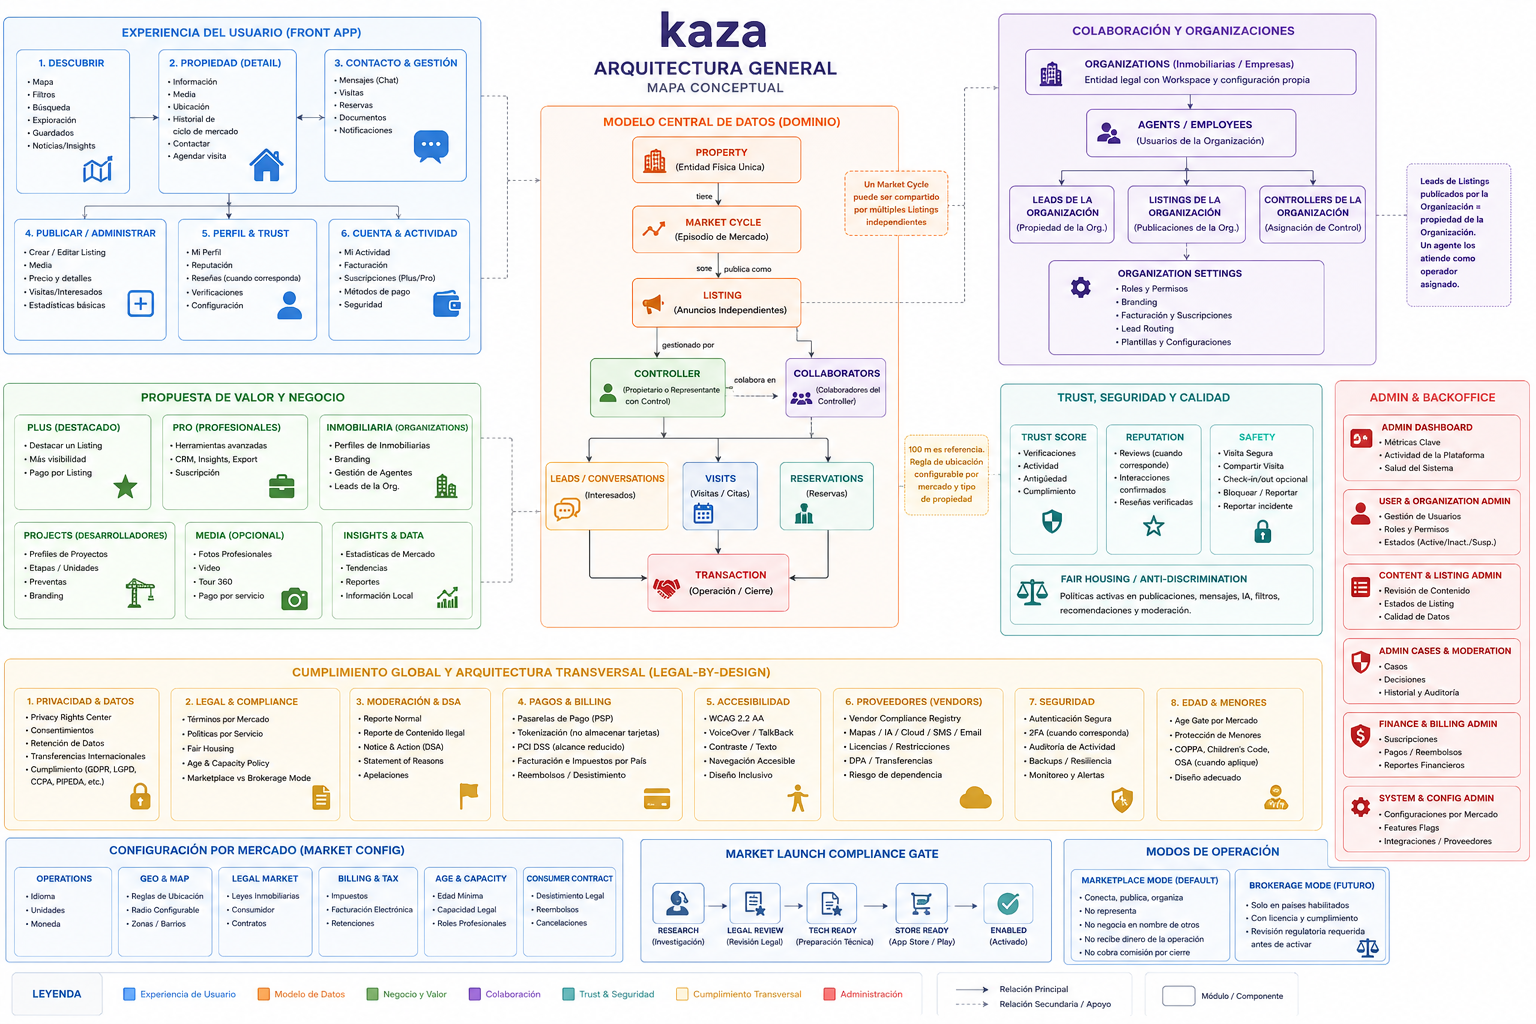 kaza
ARQUITECTURA GENERAL
MAPA CONCEPTUAL
EXPERIENCIA DEL USUARIO (FRONT APP)
1. DESCUBRIR
• Mapa
• Filtros
• Búsqueda
• Exploración
• Guardados
• Noticias/Insights
2. PROPIEDAD (DETAIL)
• Información
• Media
• Ubicación
• Historial de
ciclo de mercado
• Contactar
• Agendar visita
3. CONTACTO & GESTIÓN
• Mensajes (Chat)
• Visitas
• Reservas
• Documentos
• Notificaciones
4. PUBLICAR / ADMINISTRAR
• Crear / Editar Listing
• Media
• Precio y detalles
• Visitas/Interesados
• Estadísticas básicas
5. PERFIL & TRUST
• Mi Perfil
• Reputación
• Reseñas (cuando corresponda)
• Verificaciones
• Configuración
6. CUENTA & ACTIVIDAD
• Mi Actividad
• Facturación
• Suscripciones (Plus/Pro)
• Métodos de pago
• Seguridad
PROPUESTA DE VALOR Y NEGOCIO
PLUS (DESTACADO)
• Destacar un Listing
• Más visibilidad
• Pago por Listing
PRO (PROFESIONALES)
• Herramientas avanzadas
• CRM, Insights, Export
• Suscripción
INMOBILIARIA (ORGANIZATIONS)
• Perfiles de Inmobiliarias
• Branding
• Gestión de Agentes
• Leads de la Org.
PROJECTS (DESARROLLADORES)
• Prefiles de Proyectos
• Etapas / Unidades
• Preventas
• Branding
MEDIA (OPCIONAL)
• Fotos Profesionales
• Video
• Tour 360
• Pago por servicio
INSIGHTS & DATA
• Estadisticas de Mercado
• Tendencias
• Reportes
• Información Local
MODELO CENTRAL DE DATOS (DOMINIO)
PROPERTY
(Entidad Física Unica)
tiere
MARKET CYCLE
(Episodio de Mercado)
publica como
LISTING
(Anuncios Independientes)
Un Market Cycle
puede ser compartido
por múltiples Listings
independientes
gestionado por
CONTROLLER
(Propietario o Representante
con Control)
colabora en
COLLABORATORS
(Colaboradores del
Controller)
LEADS / CONVERSATIONS
(Interesados)
VISITS
(Visitas / Citas)
RESERVATIONS
(Reservas)
TRANSACTION
(Operación / Cierre)
100 m es referencia.
Regla de ubicación
configurable por
mercado y tipo
de propiedad
COLABORACIÓN Y ORGANIZACIONES
ORGANIZATIONS (Inmobiliarias / Empresas)
Entidad legal con Workspace y configuración propia
AGENTS / EMPLOYEES
(Usuarios de la Organización)
LEADS DE LA
ORGANIZACIÓN
(Propiedad de la Org.)
LISTINGS DE LA
ORGANIZACIÓN
(Publicaciones de la Org.)
CONTROLLERS DE LA
ORGANIZACIÓN
(Asignación de Control)
ORGANIZATION SETTINGS
• Roles y Permisos
• Branding
• Facturación y Suscripciones
• Lead Routing
• Plantillas y Configuraciones
Leads de Listings
publicados por la
Organización =
propiedad de la
Organización.
Un agente los
atiende como
operador
asignado.
TRUST, SEGURIDAD Y CALIDAD
TRUST SCORE
• Verificaciones
• Actividad
• Antigüedad
• Cumplimiento
REPUTATION
• Reviews (cuando
corresponde)
• Interacciones
confirmados
• Reseñas verificadas
SAFETY
• Visita Segura
• Compartir Visita
• Check-in/out opcional
• Bloquear / Reportar
• Reportar incidente
FAIR HOUSING / ANTI-DISCRIMINATION
Políticas activas en publicaciones, mensajes, IA, filtros,
recomendaciones y moderación.
ADMIN & BACKOFFICE
ADMIN DASHBOARD
• Métricas Clave
• Actividad de la Plataforma
• Salud del Sistema
USER & ORGANIZATION ADMIN
• Gestión de Usuarios
• Roles y Permisos
• Estados (Active/Inact./Susp.)
CONTENT & LISTING ADMIN
• Revisión de Contenido
• Estados de Listing
• Calidad de Datos
ADMIN CASES & MODERATION
• Casos
• Decisiones
• Historial y Auditoría
FINANCE & BILLING ADMIN
• Suscripciones
• Pagos / Reembolsos
• Reportes Financieros
SYSTEM & CONFIG ADMIN
• Configuraciones por Mercado
• Features Flags
• Integraciones / Proveedores
CUMPLIMIENTO GLOBAL Y ARQUITECTURA TRANSVERSAL (LEGAL-BY-DESIGN)
1. PRIVACIDAD & DATOS
• Privacy Rights Center
• Consentimientos
• Retención de Datos
• Transferencias Internacionales
• Cumplimiento (GDPR, LGPD,
CCPA, PIPEDA, etc.)
2. LEGAL & COMPLIANCE
• Términos por Mercado
• Políticas por Servicio
• Fair Housing
• Age & Capacity Policy
• Marketplace vs Brokerage Mode
3. MODERACIÓN & DSA
• Reporte Normal
• Reporte de Contenido Ilegal
• Notice & Action (DSA)
• Statement of Reasons
• Apelaciones
4. PAGOS & BILLING
• Pasarelas de Pago (PSP)
• Tokenización (no almacenar tarjetas)
• PCI DSS (alcance reducido)
• Facturación e Impuestos por País
• Reembolsos / Desistimiento
5. ACCESIBILIDAD
• WCAG 2.2 AA
• VoiceOver / TalkBack
• Contraste / Texto
• Navegación Accesible
• Diseño Inclusivo
6. PROVEEDORES (VENDORS)
• Vendor Compliance Registry
• Mapas / IA / Cloud / SMS / Email
• Licencias / Restricciones
• DPA / Transferencias
• Riesgo de dependencia
7. SEGURIDAD
• Autenticación Segura
• 2FA (cuando corresponda)
• Auditoría de Actividad
• Backups / Resiliencia
• Monitoreo y Alertas
8. EDAD & MENORES
• Age Gate por Mercado
• Protección de Menores
• COPPA, Children's Code,
OSA (cuando aplique)
• Diseño adecuado
CONFIGURACIÓN POR MERCADO (MARKET CONFIG)
OPERATIONS
• Idioma
• Unidades
• Moneda
GEO & MAP
• Reglas de Ubicación
• Radio Configurable
• Zonas / Barrios
LEGAL MARKET
• Leyes Inmobiliarias
• Consumidor
• Contratos
BILLING & TAX
• Impuestos
• Facturación Electrónica
• Retenciones
AGE & CAPACITY
• Edad Minima
• Capacidad Legal
• Roles Profesionales
CONSUMER CONTRACT
• Desistimiento Legal
• Reembolsos
• Cancelaciones
MARKET LAUNCH COMPLIANCE GATE
RESEARCH
(Investigación)
LEGAL REVIEW
(Revisión Legal)
TECH READY
(Preparación Técnica)
STORE READY
(App Store / Play)
ENABLED
(Activado)
MODOS DE OPERACIÓN
MARKETPLACE MODE (DEFAULT)
• Conecta, publica, organiza
• No representa
• No negocia en nombre de otros
• No recibe dinero de la operación
• No cobra comisión por cierre
BROKERAGE MODE (FUTURO)
• Solo en países habilitados
• Con licencia y cumplimiento
• Revisión regulatoria requerida
antes de activar
LEYENDA
Experiencia de Usuario
Modelo de Datos
Negocio y Valor
Colaboración
Trust & Seguridad
Cumplimiento Transversal
Administración
Relación Principal
Relación Secundaria / Apoyo
Módulo / Componente